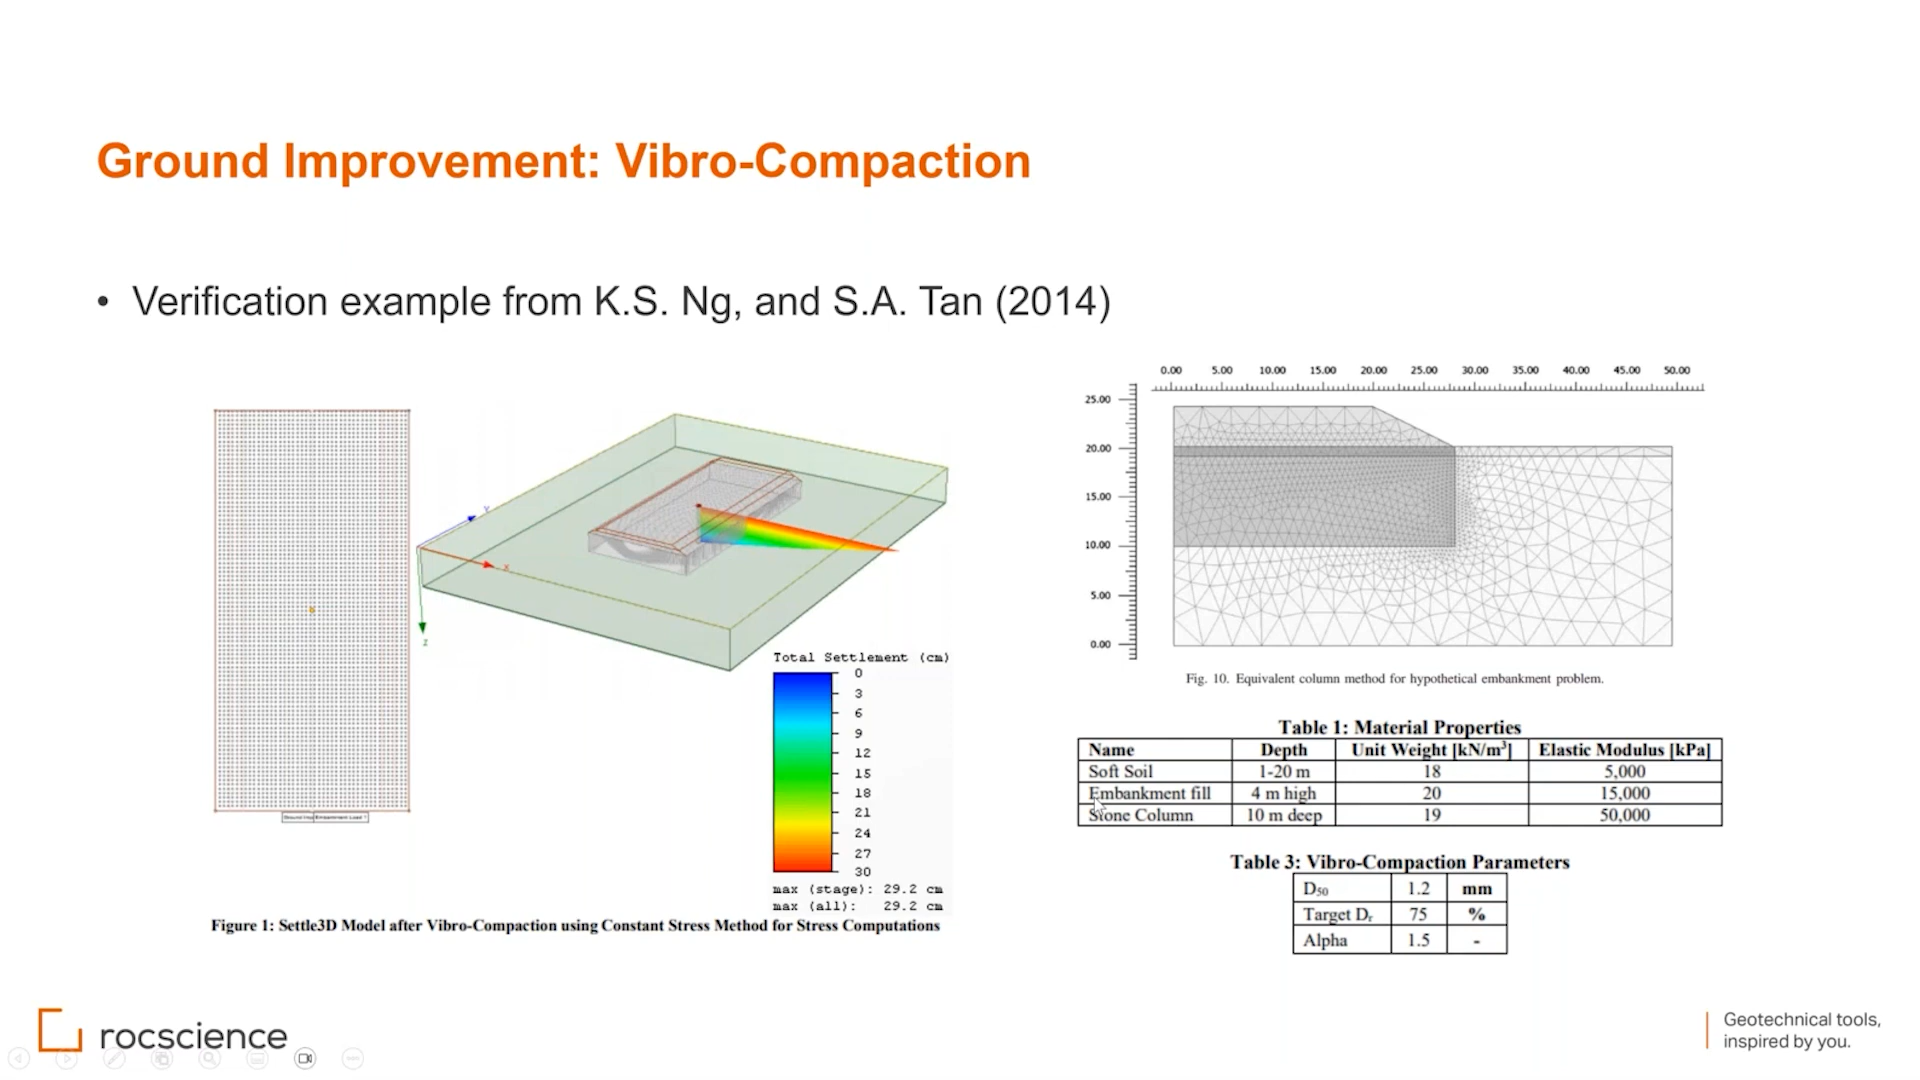 Ground Improvement: Vibro-Compaction
• Verification example from K.S. Ng, and S.A. Tan (2014)
Y
X
Z
Total Settlement (cm)
0
3
6
9
12
15
18
21
24
27
30
max (stage): 29.2 cm
max (all): 29.2 cm
Figure 1: Settle3D Model after Vibro-Compaction using Constant Stress Method for Stress Computations
0.00 5.00 10.00 15.00 20.00 25.00 30.00 35.00 40.00 45.00 50.00
25.00
20.00
15.00
10.00
5.00
0.00
Fig. 10. Equivalent column method for hypothetical embankment problem.
Table 1: Material Properties
Name Depth Unit Weight [kN/m³] Elastic Modulus [kPa]
Soft Soil 1-20 m 18 5,000
Embankment fill 4 m high 20 15,000
Stone Column 10 m deep 19 50,000
Table 3: Vibro-Compaction Parameters
D₅₀ 1.2 mm
Target Dᵣ 75 %
Alpha 1.5 -
rocscience
Geotechnical tools,
inspired by you.